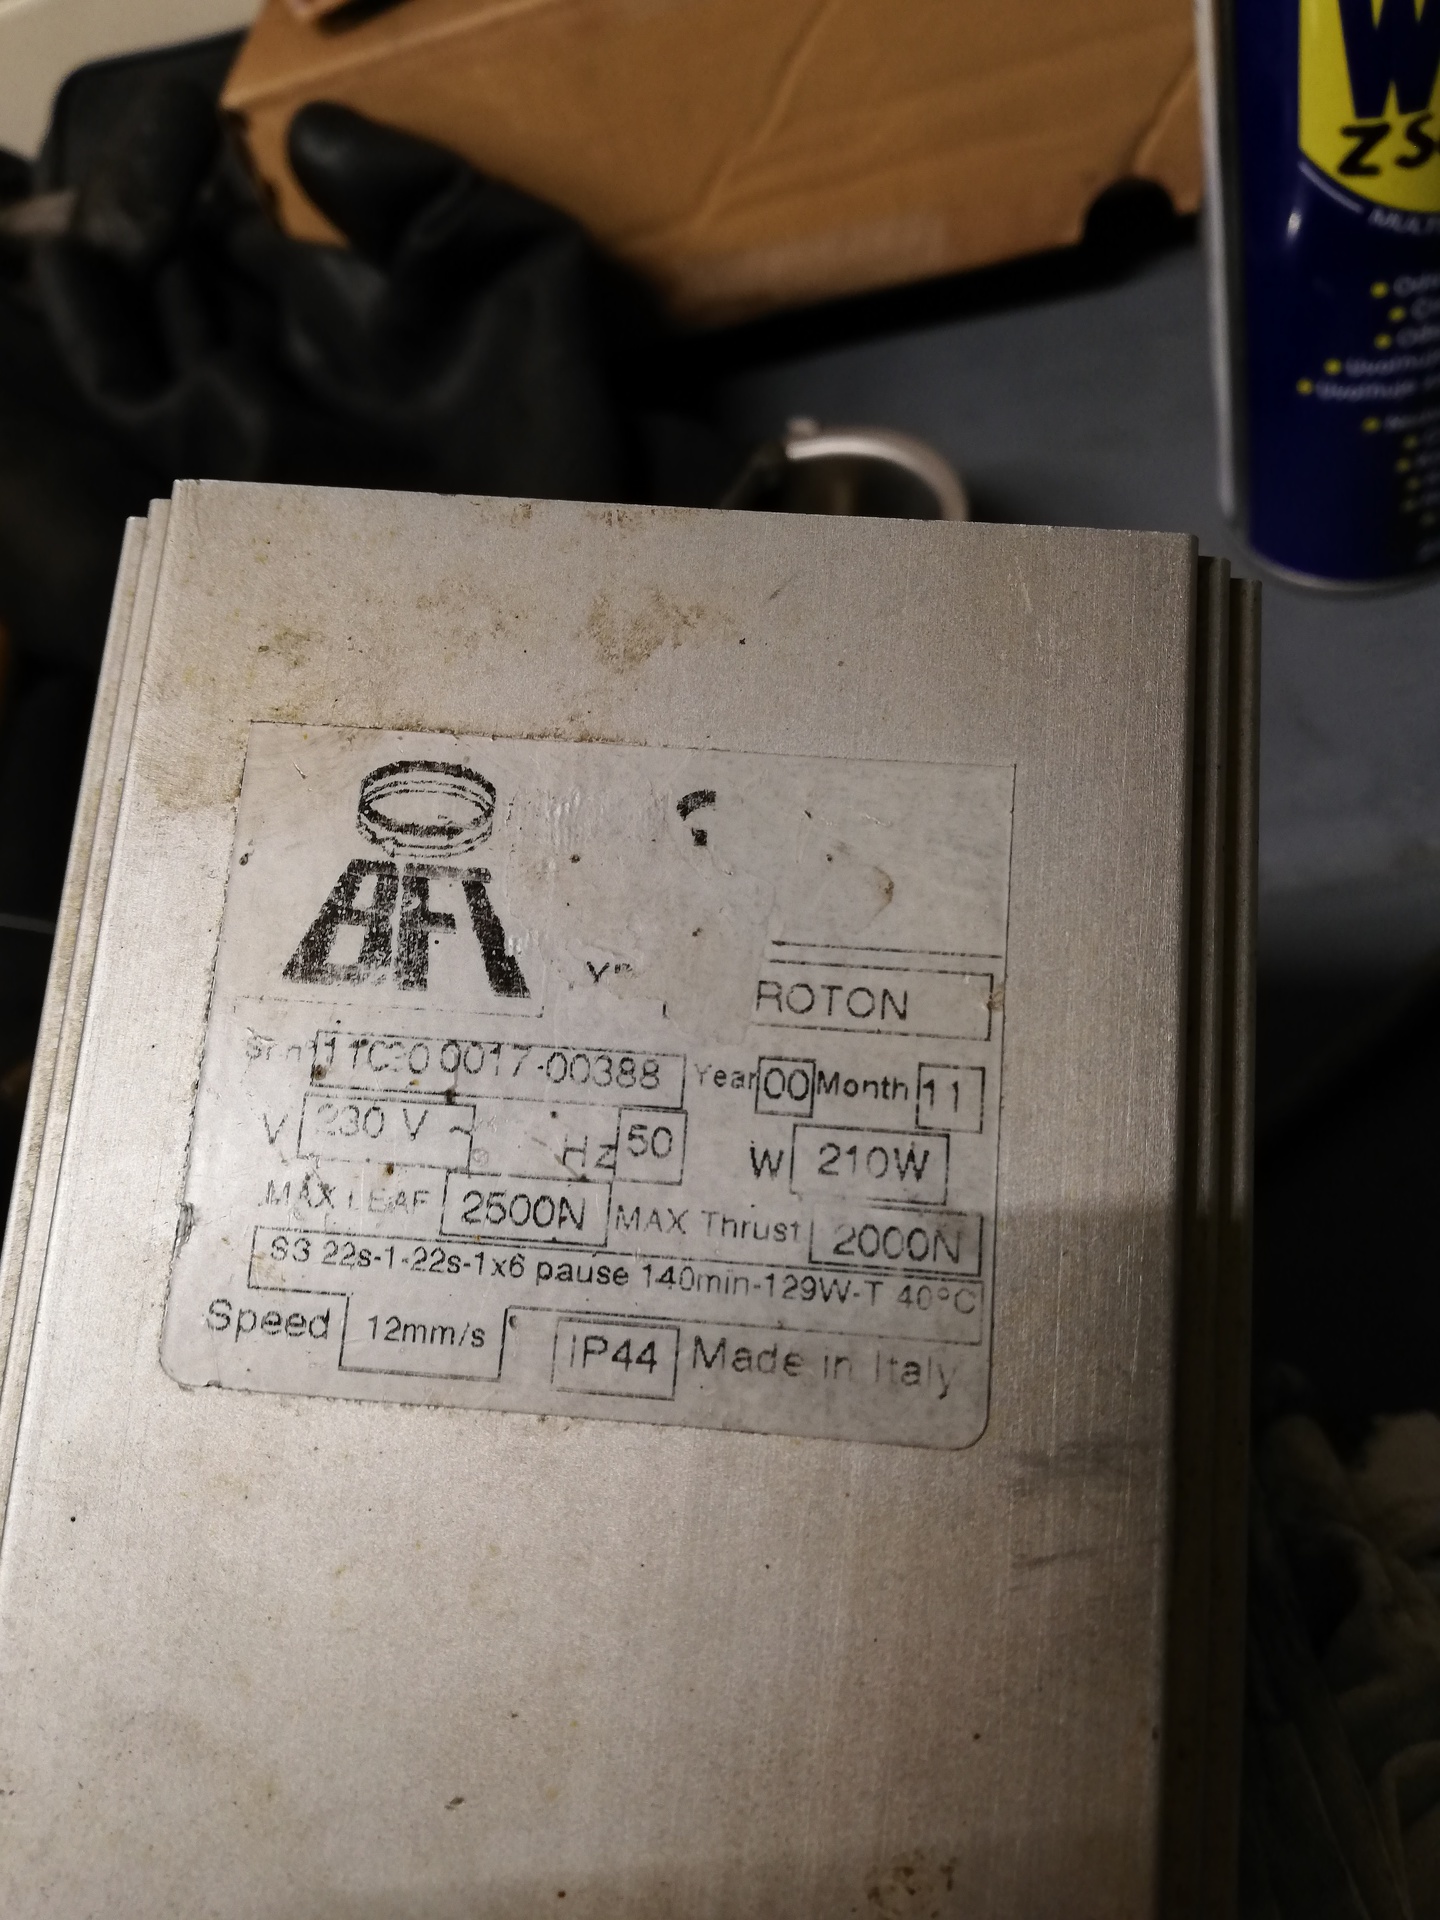 BFT
ROTON
0017-00388 Year 00 Month 11
V 230 V ~ Hz 50 W 210W
MAX LEAF 2500N MAX Thrust 2000N
S3 22s-1-22s-1x6 pause 140min-129W-T 40°C
Speed 12mm/s IP44 Made in Italy